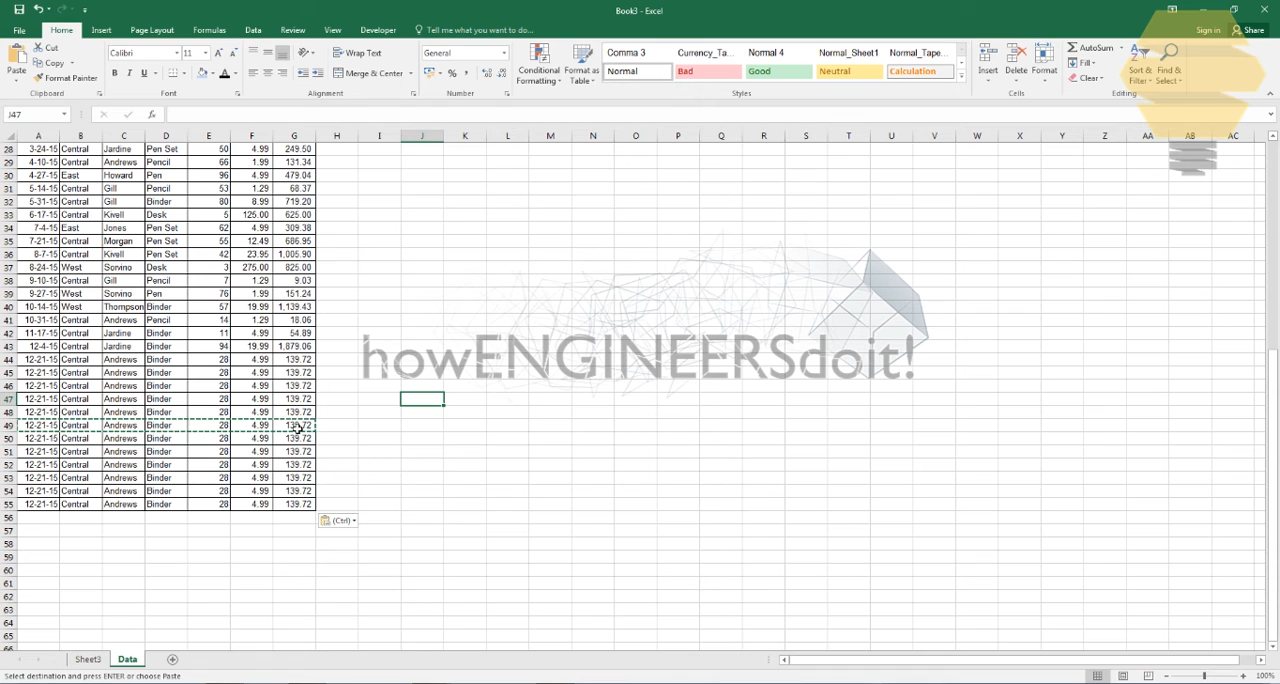 Book3 - Excel
File Home Insert Page Layout Formulas Data Review View Developer Tell me what you want to do... Sign in Share
Paste Cut Copy Format Painter Clipboard
Calibri 11 B I U A Font
Wrap Text Merge & Center Alignment
General % , Number
Conditional Formatting Format as Table
Comma 3 Currency_Ta... Normal 4 Normal_Sheet1 Normal_Tape...
Normal Bad Good Neutral Calculation
Styles
Insert Delete Format Cells
AutoSum Fill Clear Sort & Filter Find & Select Editing
J47 fx
A B C D E F G H I J K L M N O P Q R S T U V W X Y Z AA AB AC
28 3-24-15 Central Jardine Pen Set 50 4.99 249.50
29 4-10-15 Central Andrews Pencil 66 1.99 131.34
30 4-27-15 East Howard Pen 96 4.99 479.04
31 5-14-15 Central Gill Pencil 53 1.29 68.37
32 5-31-15 Central Gill Binder 80 8.99 719.20
33 6-17-15 Central Kivell Desk 5 125.00 625.00
34 7-4-15 East Jones Pen Set 62 4.99 309.38
35 7-21-15 Central Morgan Pen Set 55 12.49 686.95
36 8-7-15 Central Kivell Pen Set 42 23.95 1,005.90
37 8-24-15 West Sorvino Desk 3 275.00 825.00
38 9-10-15 Central Gill Pencil 7 1.29 9.03
39 9-27-15 West Sorvino Pen 76 1.99 151.24
40 10-14-15 West Thompson Binder 57 19.99 1,139.43
41 10-31-15 Central Andrews Pencil 14 1.29 18.06
42 11-17-15 Central Jardine Binder 11 4.99 54.89
43 12-4-15 Central Jardine Binder 94 19.99 1,879.06
44 12-21-15 Central Andrews Binder 28 4.99 139.72
45 12-21-15 Central Andrews Binder 28 4.99 139.72
46 12-21-15 Central Andrews Binder 28 4.99 139.72
47 12-21-15 Central Andrews Binder 28 4.99 139.72
48 12-21-15 Central Andrews Binder 28 4.99 139.72
49 12-21-15 Central Andrews Binder 28 4.99 139.72
50 12-21-15 Central Andrews Binder 28 4.99 139.72
51 12-21-15 Central Andrews Binder 28 4.99 139.72
52 12-21-15 Central Andrews Binder 28 4.99 139.72
53 12-21-15 Central Andrews Binder 28 4.99 139.72
54 12-21-15 Central Andrews Binder 28 4.99 139.72
55 12-21-15 Central Andrews Binder 28 4.99 139.72
howENGINEERSdoit!
56 (Ctrl)
57
58
59
60
61
62
63
64
65
66
Sheet3 Data
Select destination and press ENTER or choose Paste 100%